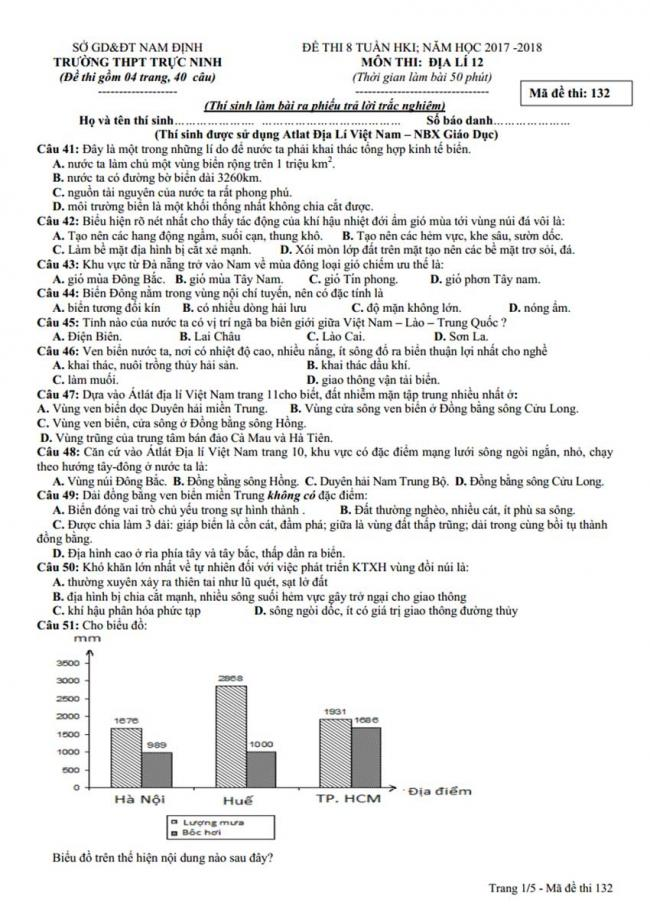 SỞ GD&ĐT NAM ĐỊNH
TRƯỜNG THPT TRỰC NINH
(Đề thi gồm 04 trang, 40 câu)
ĐỀ THI 8 TUẦN HKI; NĂM HỌC 2017 -2018
MÔN THI: ĐỊA LÍ 12
(Thời gian làm bài 50 phút)
Mã đề thi: 132
(Thí sinh làm bài ra phiếu trả lời trắc nghiệm)
Họ và tên thí sinh………………… ………………… Số báo danh………………
(Thí sinh được sử dụng Atlat Địa Lí Việt Nam – NBX Giáo Dục)
Câu 41: Đây là một trong những lí do để nước ta phải khai thác tổng hợp kinh tế biển.
A. nước ta làm chủ một vùng biển rộng trên 1 triệu km².
B. nước ta có đường bờ biển dài 3260km.
C. nguồn tài nguyên của nước ta rất phong phú.
D. môi trường biển là một khối thống nhất không chia cắt được.
Câu 42: Biểu hiện rõ nét nhất cho thấy tác động của khí hậu nhiệt đới ẩm gió mùa tới vùng núi đá vôi là:
A. Tạo nên các hang động ngầm, suối cạn, thung khô. B. Tạo nên các hẻm vực, khe sâu, sườn dốc.
C. Làm bề mặt địa hình bị cắt xẻ mạnh. D. Xói mòn lớp đất trên mặt tạo nên các bề mặt trơ sỏi, đá.
Câu 43: Khu vực từ Đà nẵng trở vào Nam về mùa đông loại gió chiếm ưu thế là:
A. gió mùa Đông Bắc. B. gió mùa Tây Nam. C. gió Tín phong. D. gió phơn Tây nam.
Câu 44: Biển Đông nằm trong vùng nội chí tuyến, nên có đặc tính là
A. biển tương đối kín B. có nhiều dòng hải lưu C. độ mặn không lớn. D. nóng ẩm.
Câu 45: Tỉnh nào của nước ta có vị trí ngã ba biên giới giữa Việt Nam – Lào – Trung Quốc ?
A. Điện Biên. B. Lai Châu C. Lào Cai. D. Sơn La.
Câu 46: Ven biển nước ta, nơi có nhiệt độ cao, nhiều nắng, ít sông đổ ra biển thuận lợi nhất cho nghề
A. khai thác, nuôi trồng thủy hải sản. B. khai thác dầu khí.
C. làm muối. D. giao thông vận tải biển.
Câu 47: Dựa vào Átlát địa lí Việt Nam trang 11cho biết, đất nhiễm mặn tập trung nhiều nhất ở:
A. Vùng ven biển dọc Duyên hải miền Trung. B. Vùng cửa sông ven biển ở Đồng bằng sông Cửu Long.
C. Vùng ven biển, cửa sông ở Đồng bằng sông Hồng.
D. Vùng trũng của trung tâm bán đảo Cà Mau và Hà Tiên.
Câu 48: Căn cứ vào Átlát Địa lí Việt Nam trang 10, khu vực có đặc điểm mạng lưới sông ngòi ngắn, nhỏ, chạy
theo hướng tây-đông ở nước ta là:
A. Vùng núi Đông Bắc. B. Đồng bằng sông Hồng. C. Duyên hải Nam Trung Bộ. D. Đồng bằng sông Cửu Long.
Câu 49: Dải đồng bằng ven biển miền Trung không có đặc điểm:
A. Biển đóng vai trò chủ yếu trong sự hình thành . B. Đất thường nghèo, nhiều cát, ít phù sa sông.
C. Được chia làm 3 dải: giáp biển là cồn cát, đầm phá; giữa là vùng đất thấp trũng; dải trong cùng bồi tụ thành
đồng bằng.
D. Địa hình cao ở rìa phía tây và tây bắc, thấp dần ra biển.
Câu 50: Khó khăn lớn nhất về tự nhiên đối với việc phát triển KTXH vùng đồi núi là:
A. thường xuyên xảy ra thiên tai như lũ quét, sạt lở đất
B. địa hình bị chia cắt mạnh, nhiều sông suối hẻm vực gây trở ngại cho giao thông
C. khí hậu phân hóa phức tạp D. sông ngòi dốc, ít có giá trị giao thông đường thủy
Câu 51: Cho biểu đồ:
mm
3500
3000
2500
2000
1500
1000
500
0
1676
989
2868
1000
1931
1686
Hà Nội
Huế
TP. HCM
Địa điểm
Lượng mưa
Bốc hơi
Biểu đồ trên thể hiện nội dung nào sau đây?
Trang 1/5 - Mã đề thi 132